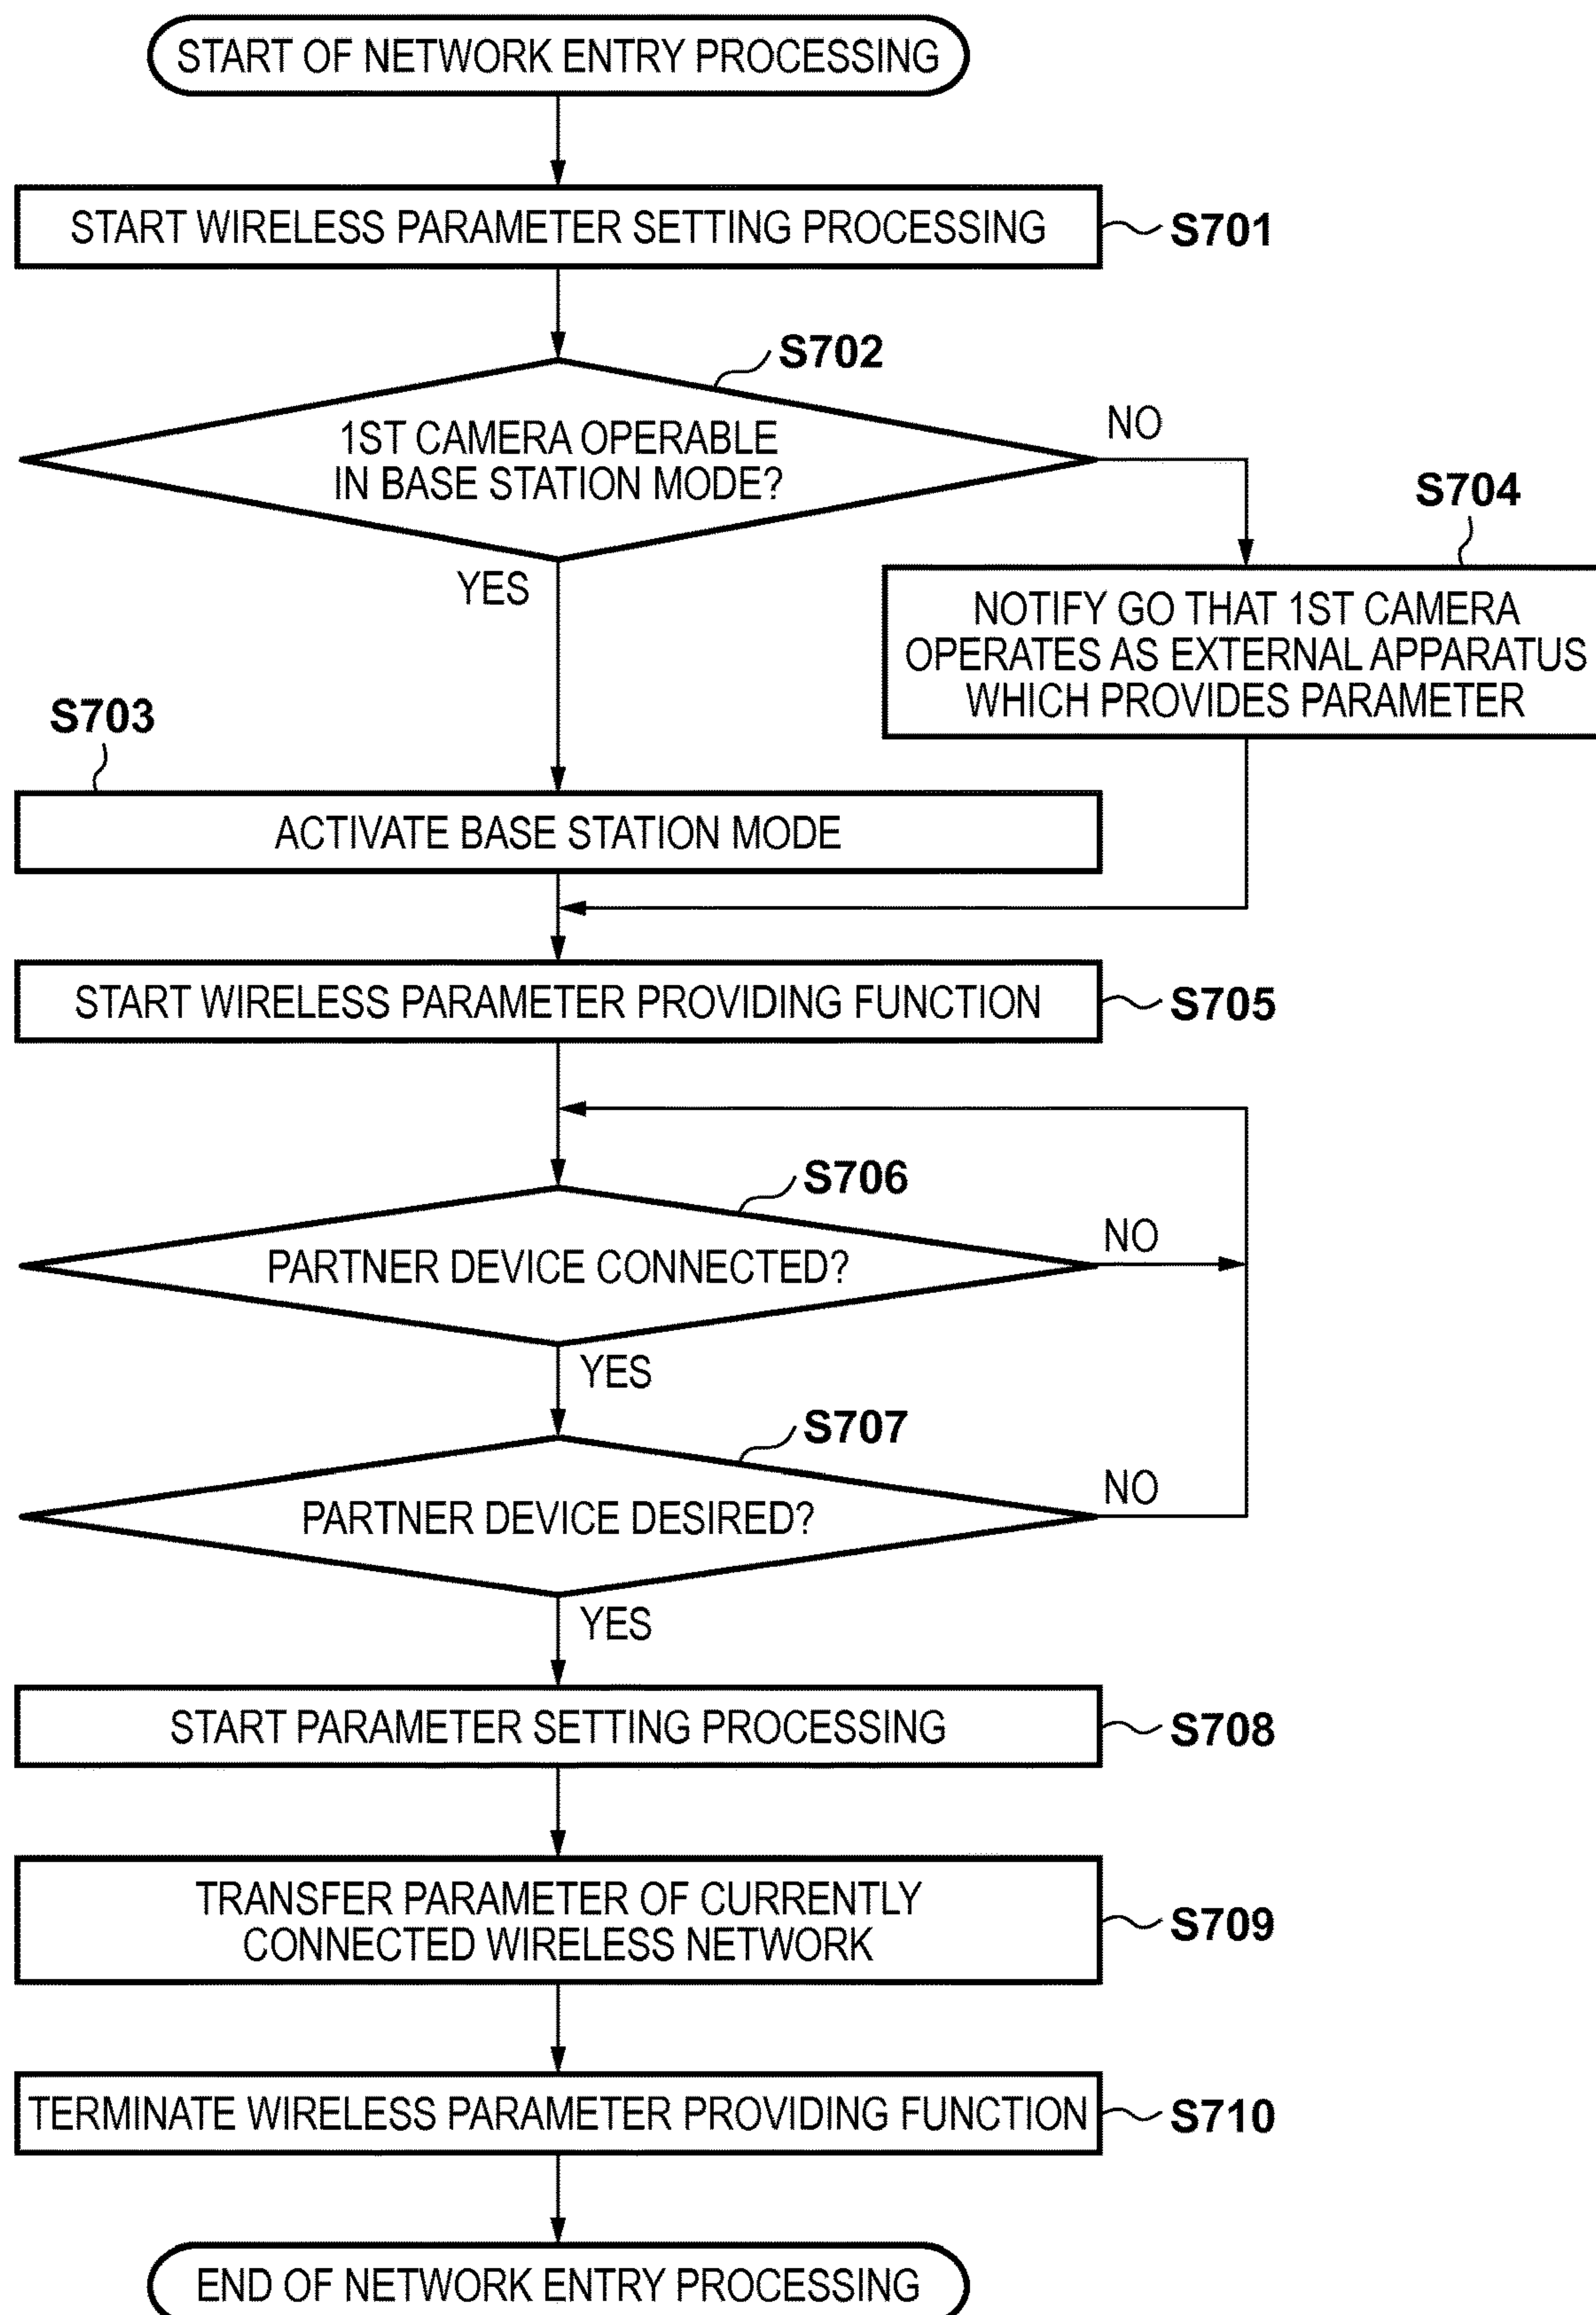 START OF NETWORK ENTRY PROCESSING
START WIRELESS PARAMETER SETTING PROCESSING
S701
S702
1ST CAMERA OPERABLE
IN BASE STATION MODE?
NO
YES
S704
NOTIFY GO THAT 1ST CAMERA
OPERATES AS EXTERNAL APPARATUS
WHICH PROVIDES PARAMETER
S703
ACTIVATE BASE STATION MODE
START WIRELESS PARAMETER PROVIDING FUNCTION
S705
S706
PARTNER DEVICE CONNECTED?
NO
YES
S707
PARTNER DEVICE DESIRED?
NO
YES
START PARAMETER SETTING PROCESSING
S708
TRANSFER PARAMETER OF CURRENTLY
CONNECTED WIRELESS NETWORK
S709
TERMINATE WIRELESS PARAMETER PROVIDING FUNCTION
S710
END OF NETWORK ENTRY PROCESSING